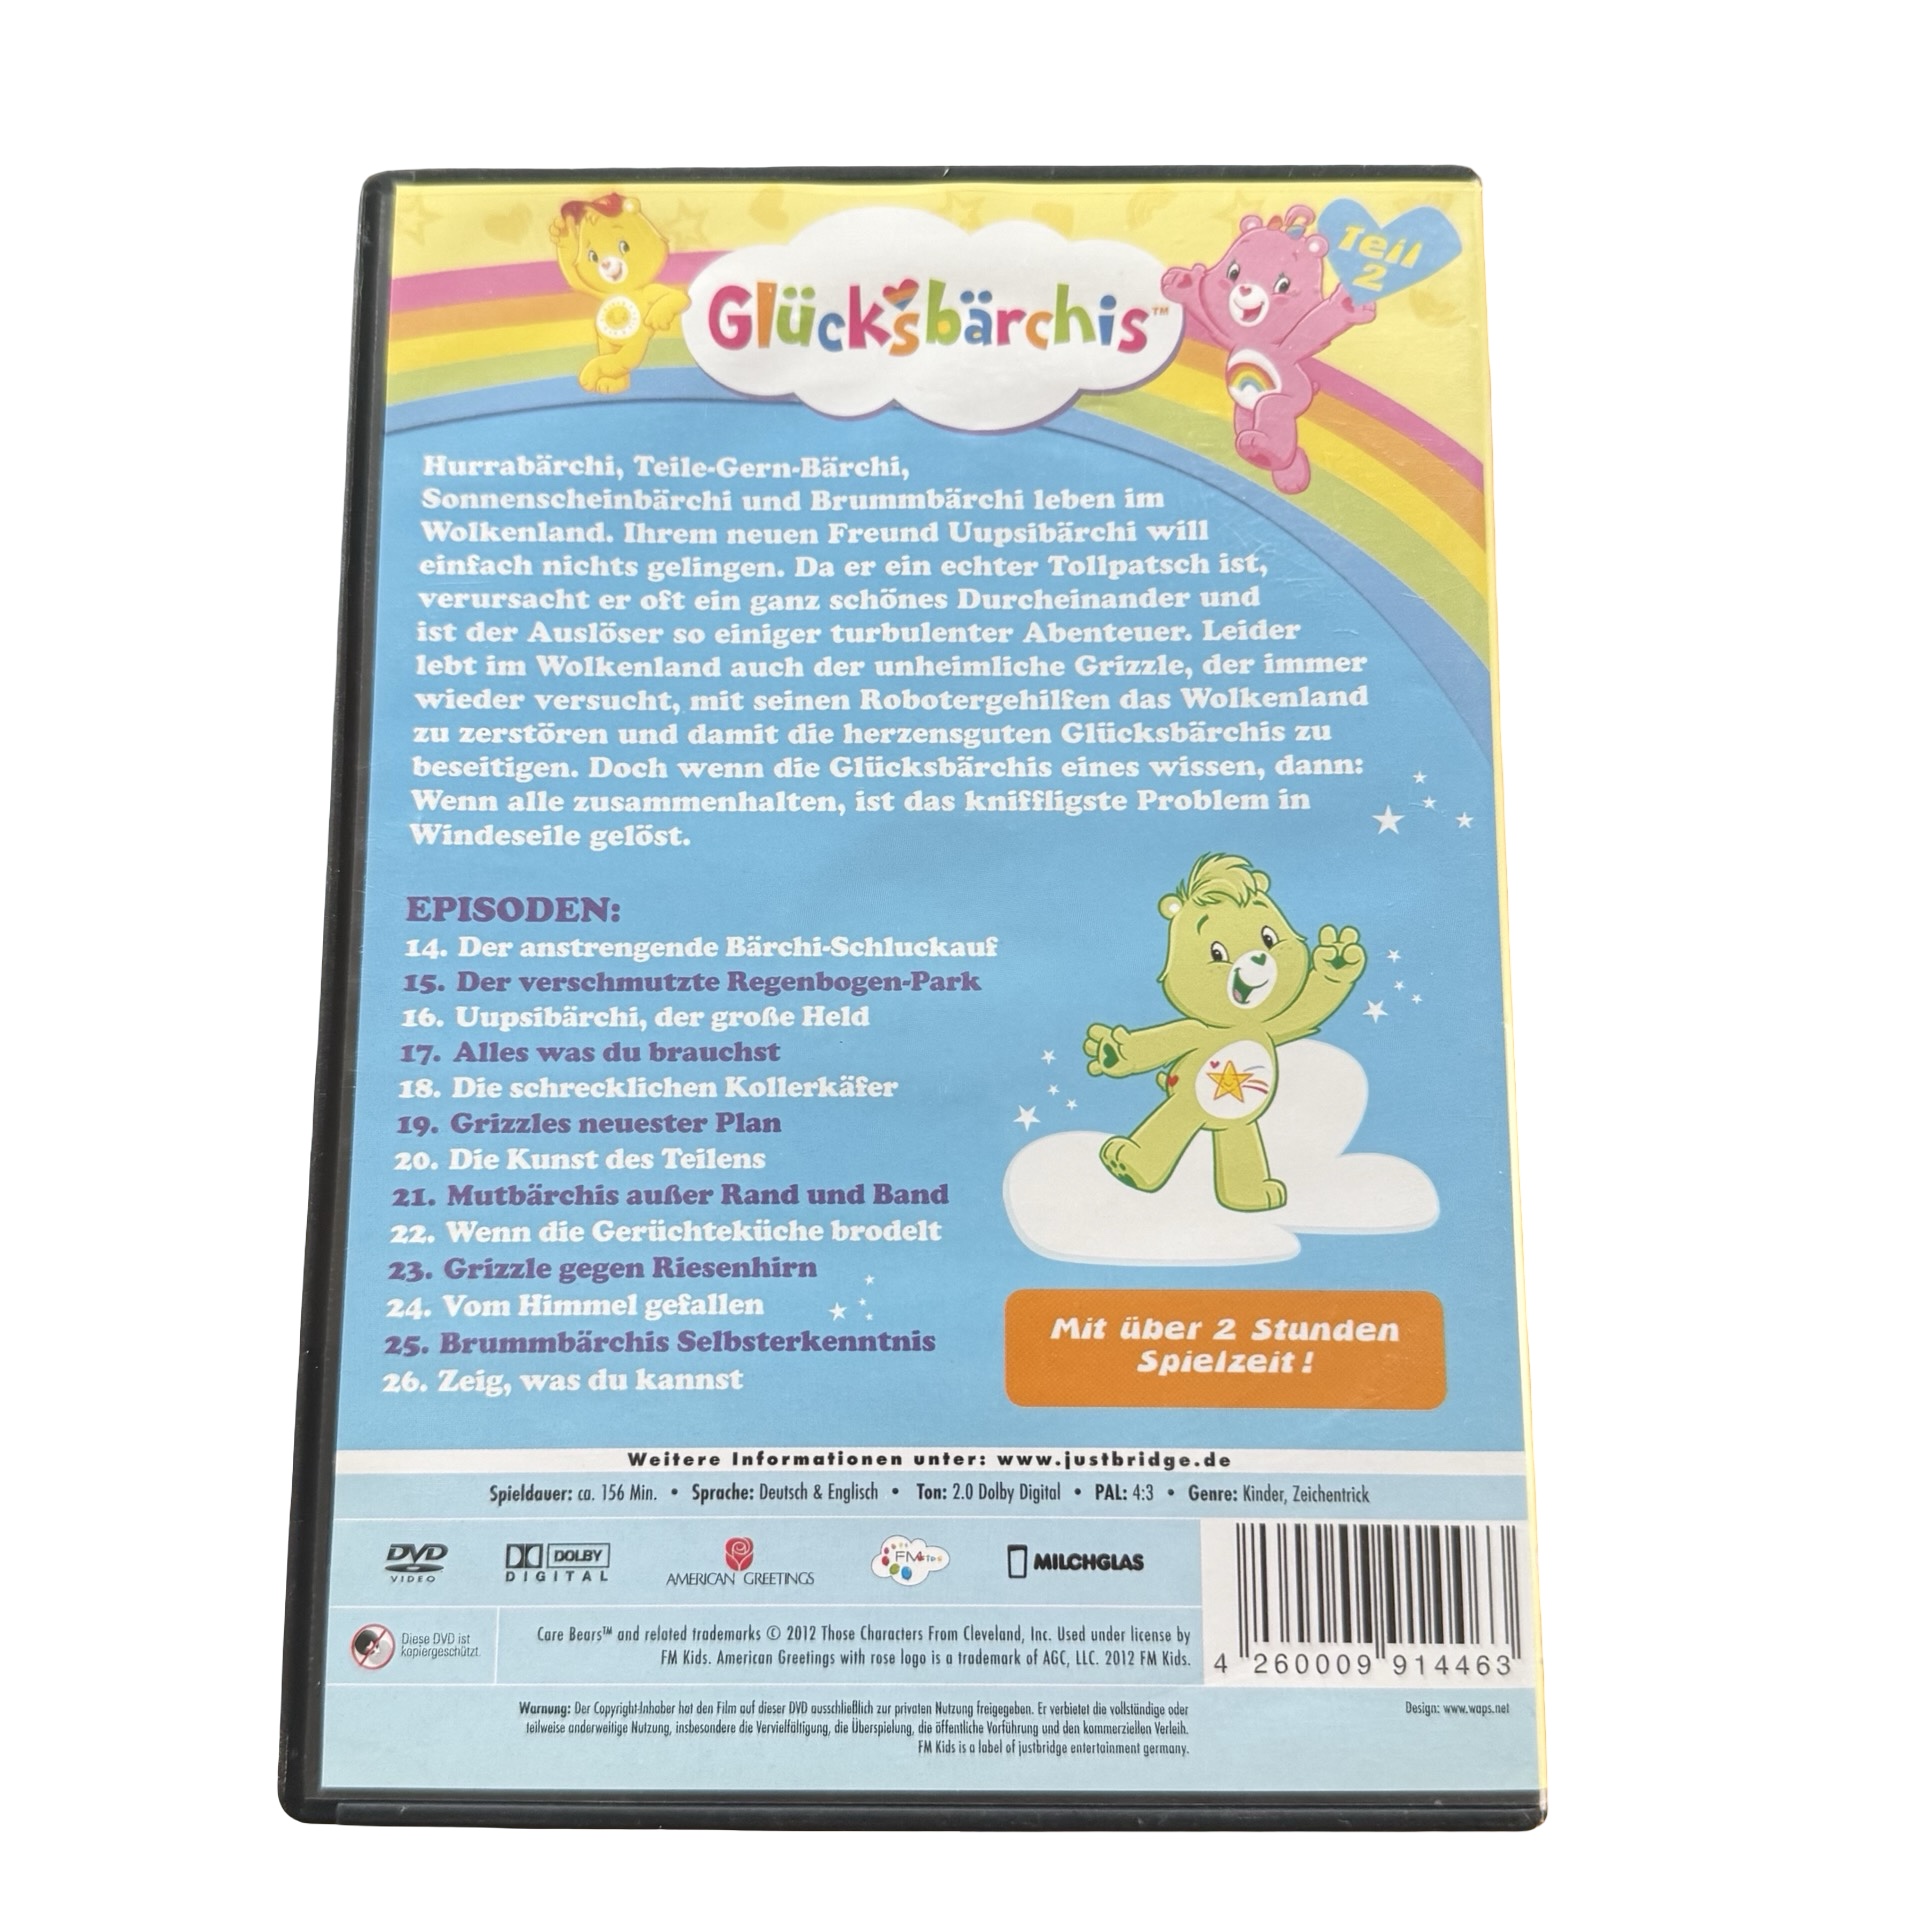 Teil
2
Glücksbärchis™
Hurrabärchi, Teile-Gern-Bärchi,
Sonnenscheinbärchi und Brummbärchi leben im
Wolkenland. Ihrem neuen Freund Uupsibärchi will
einfach nichts gelingen. Da er ein echter Tollpatsch ist,
verursacht er oft ein ganz schönes Durcheinander und
ist der Auslöser so einiger turbulenter Abenteuer. Leider
lebt im Wolkenland auch der unheimliche Grizzle, der immer
wieder versucht, mit seinen Robotergehilfen das Wolkenland
zu zerstören und damit die herzensguten Glücksbärchis zu
beseitigen. Doch wenn die Glücksbärchis eines wissen, dann:
Wenn alle zusammenhalten, ist das kniffligste Problem in
Windeseile gelöst.
EPISODEN:
14. Der anstrengende Bärchi-Schluckauf
15. Der verschmutzte Regenbogen-Park
16. Uupsibärchi, der große Held
17. Alles was du brauchst
18. Die schrecklichen Kollerkäfer
19. Grizzles neuester Plan
20. Die Kunst des Teilens
21. Mutbärchis außer Rand und Band
22. Wenn die Gerüchteküche brodelt
23. Grizzle gegen Riesenhirn
24. Vom Himmel gefallen
25. Brummbärchis Selbsterkenntnis
26. Zeig, was du kannst
Mit über 2 Stunden
Spielzeit!
Weitere Informationen unter: www.justbridge.de
Spieldauer: ca. 156 Min. • Sprache: Deutsch & Englisch • Ton: 2.0 Dolby Digital • PAL: 4:3 • Genre: Kinder, Zeichentrick
DVD
VIDEO
DOLBY
DIGITAL
AMERICAN GREETINGS
FM Kids
MILCHGLAS
Diese DVD ist
kopiergeschützt.
Care Bears™ and related trademarks © 2012 Those Characters From Cleveland, Inc. Used under license by
FM Kids. American Greetings with rose logo is a trademark of AGC, LLC. 2012 FM Kids.
4 260009 914463
Warnung: Der Copyright-Inhaber hat den Film auf dieser DVD ausschließlich zur privaten Nutzung freigegeben. Er verbietet die vollständige oder
teilweise anderweitige Nutzung, insbesondere die Vervielfältigung, die Überspielung, die öffentliche Vorführung und den kommerziellen Verleih.
FM Kids is a label of justbridge entertainment germany.
Design: www.waps.net